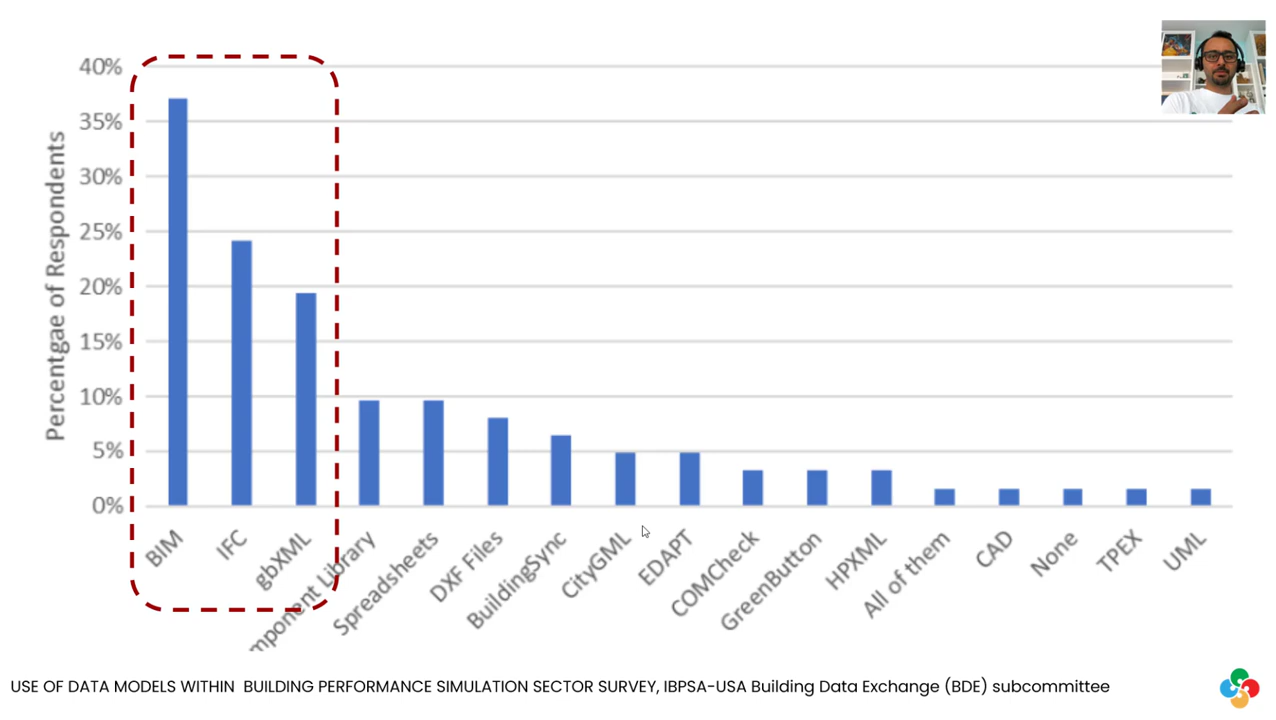 40%
35%
30%
25%
20%
15%
10%
5%
0%
Percentgae of Respondents
BIM
IFC
gbXML
mponent Library
Spreadsheets
DXF Files
BuildingSync
CityGML
EDAPT
COMCheck
GreenButton
HPXML
All of them
CAD
None
TPEX
UML
USE OF DATA MODELS WITHIN BUILDING PERFORMANCE SIMULATION SECTOR SURVEY, IBPSA-USA Building Data Exchange (BDE) subcommittee